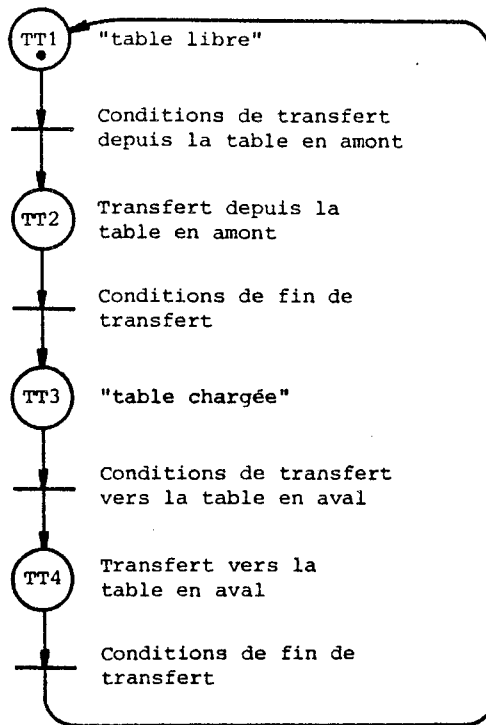 TT1 "table libre"
Conditions de transfert
depuis la table en amont
TT2 Transfert depuis la
table en amont
Conditions de fin de
transfert
TT3 "table chargée"
Conditions de transfert
vers la table en aval
TT4 Transfert vers la
table en aval
Conditions de fin de
transfert